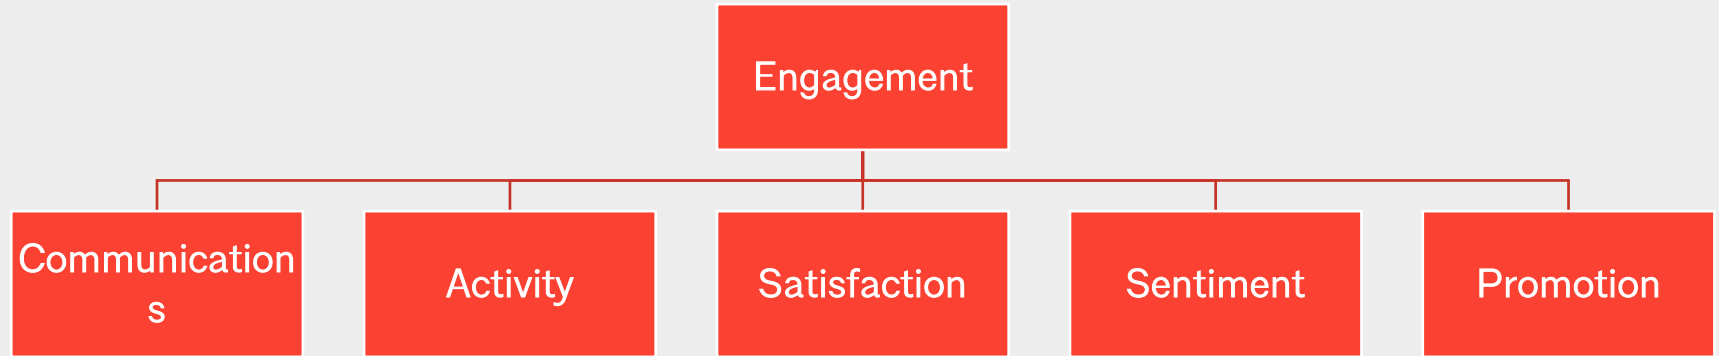 Engagement
Communication
s
Activity
Satisfaction
Sentiment
Promotion